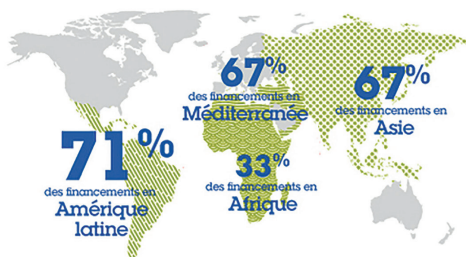 67%
des financements en
Méditerranée
67%
des financements en
Asie
71%
des financements en
Amérique
latine
33%
des financements en
Afrique